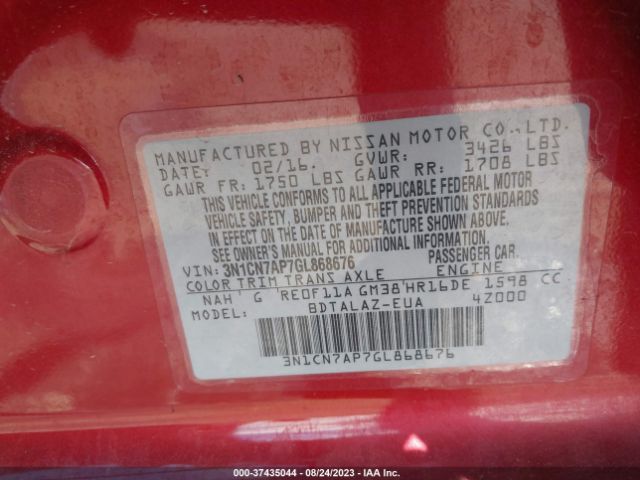 MANUFACTURED BY NISSAN MOTOR CO.,LTD.
DATE: 02/16. GVWR: 3426 LBS
GAWR FR: 1750 LBS GAWR RR: 1708 LBS
THIS VEHICLE CONFORMS TO ALL APPLICABLE FEDERAL MOTOR
VEHICLE SAFETY, BUMPER AND THEFT PREVENTION STANDARDS
IN EFFECT ON THE DATE OF MANUFACTURE SHOWN ABOVE.
SEE OWNER'S MANUAL FOR ADDITIONAL INFORMATION.
VIN: 3N1CN7AP7GL868676 PASSENGER CAR.
COLOR TRIM TRANS AXLE ENGINE
NAH G RE0F11A GM38 HR16DE 1598 CC
MODEL: BDTALAZ-EUA 4Z000
3N1CN7AP7GL868676
000-37435044 - 08/24/2023 - IAA Inc.